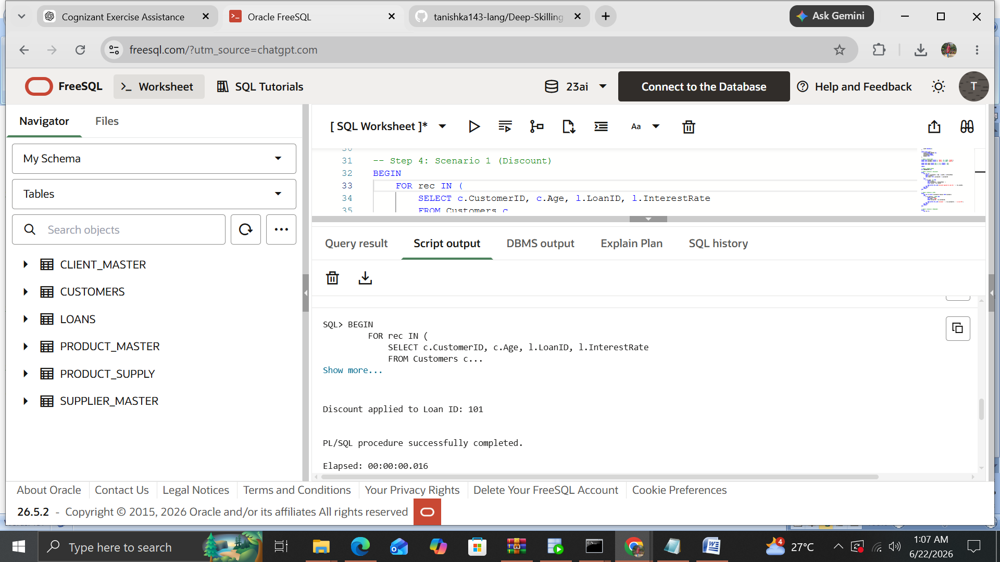 Cognizant Exercise Assistance
Oracle FreeSQL
tanishka143-lang/Deep-Skilling
Ask Gemini
freesql.com/?utm_source=chatgpt.com
FreeSQL
>_ Worksheet
SQL Tutorials
23ai
Connect to the Database
Help and Feedback
T
Navigator
Files
My Schema
Tables
Search objects
CLIENT_MASTER
CUSTOMERS
LOANS
PRODUCT_MASTER
PRODUCT_SUPPLY
SUPPLIER_MASTER
[ SQL Worksheet ]*
Aa
30
31 -- Step 4: Scenario 1 (Discount)
32 BEGIN
33 FOR rec IN (
34 SELECT c.CustomerID, c.Age, l.LoanID, l.InterestRate
35 FROM Customers c
Query result
Script output
DBMS output
Explain Plan
SQL history
SQL> BEGIN
FOR rec IN (
SELECT c.CustomerID, c.Age, l.LoanID, l.InterestRate
FROM Customers c...
Show more...
Discount applied to Loan ID: 101
PL/SQL procedure successfully completed.
Elapsed: 00:00:00.016
About Oracle
Contact Us
Legal Notices
Terms and Conditions
Your Privacy Rights
Delete Your FreeSQL Account
Cookie Preferences
26.5.2 - Copyright © 2015, 2026 Oracle and/or its affiliates All rights reserved
Type here to search
4
27°C
1:07 AM
6/22/2026